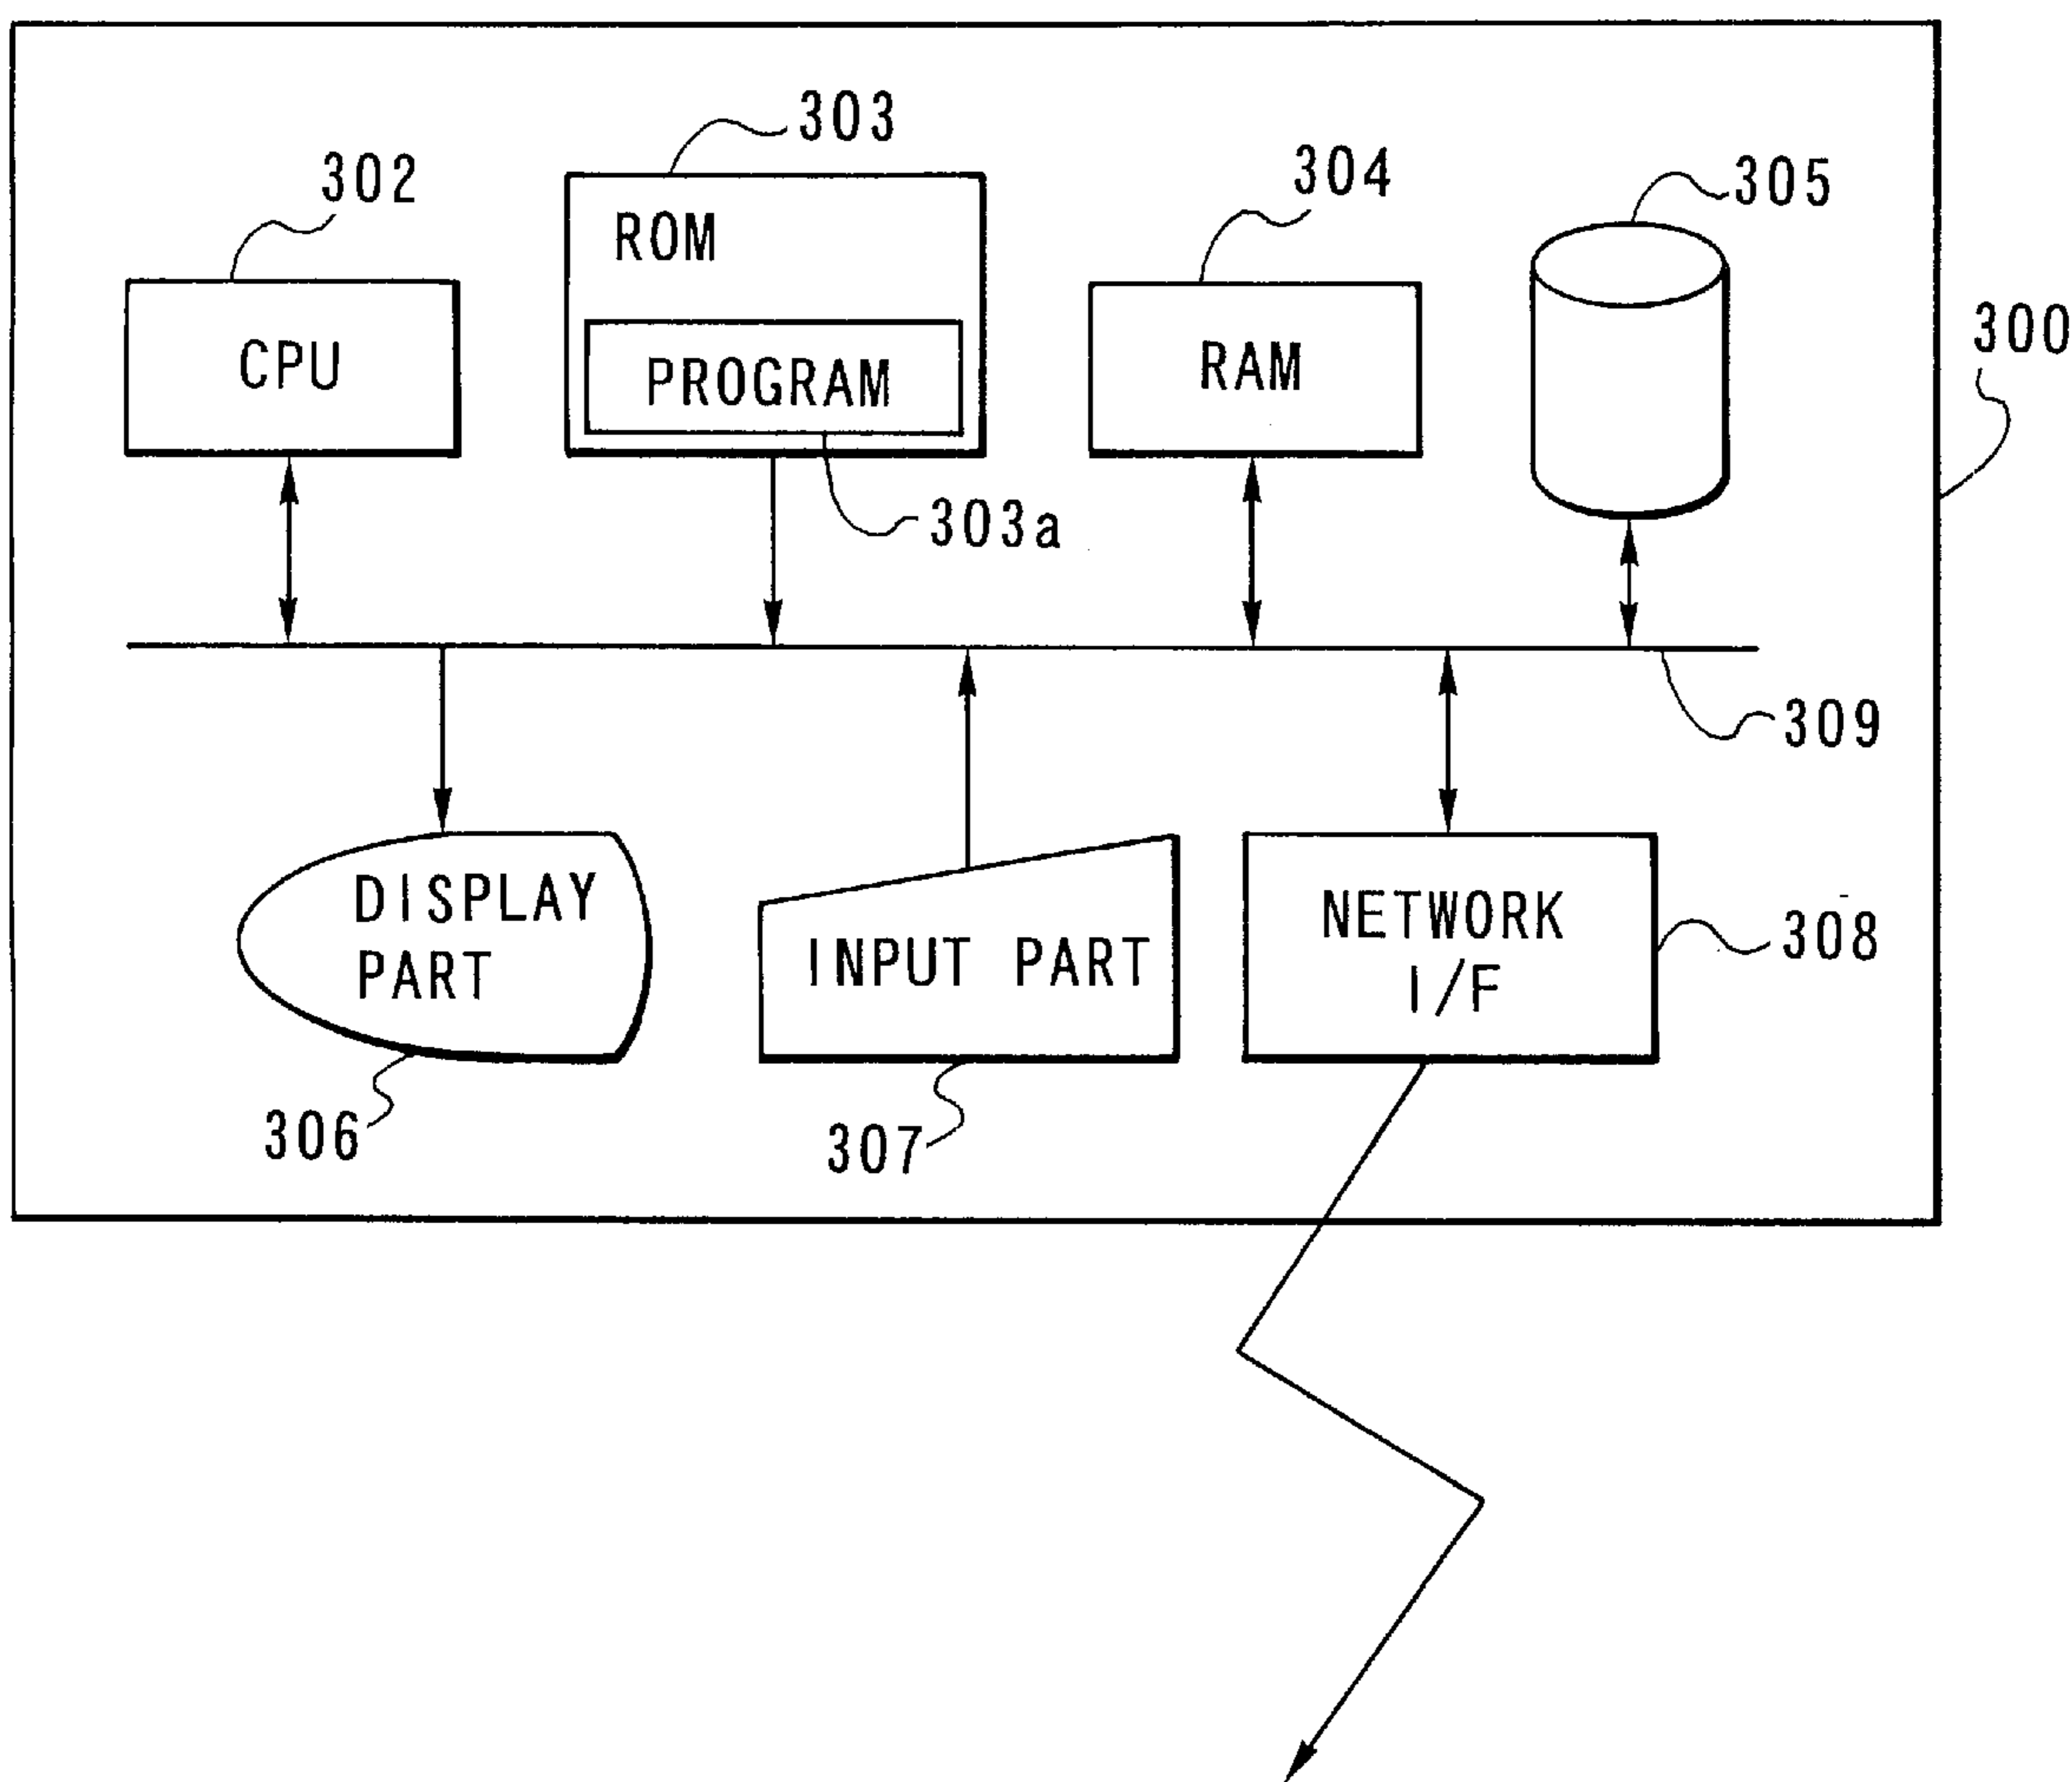 303
302
304
305
ROM
300
CPU
PROGRAM
RAM
303a
309
DISPLAY
PART
INPUT PART
NETWORK
I/F
308
306
307